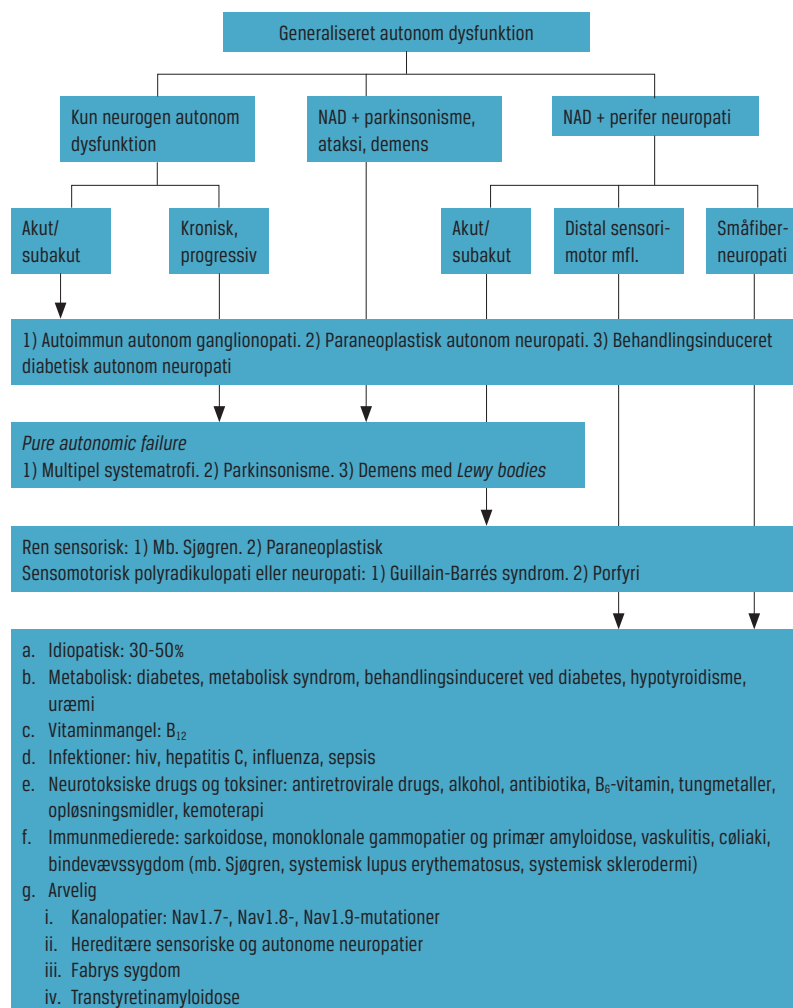 Generaliseret autonom dysfunktion
Kun neurogen autonom
dysfunktion
NAD + parkinsonisme,
ataksi, demens
NAD + perifer neuropati
Akut/
subakut
Kronisk,
progressiv
Akut/
subakut
Distal sensori-
motor mfl.
Småfiber-
neuropati
1) Autoimmun autonom ganglionopati. 2) Paraneoplastisk autonom neuropati. 3) Behandlingsinduceret
diabetisk autonom neuropati
Pure autonomic failure
1) Multipel systematrofi. 2) Parkinsonisme. 3) Demens med Lewy bodies
Ren sensorisk: 1) Mb. Sjøgren. 2) Paraneoplastisk
Sensomotorisk polyradikulopati eller neuropati: 1) Guillain-Barrés syndrom. 2) Porfyri
a. Idiopatisk: 30-50%
b. Metabolisk: diabetes, metabolisk syndrom, behandlingsinduceret ved diabetes, hypotyroidisme,
uræmi
c. Vitaminmangel: B₁₂
d. Infektioner: hiv, hepatitis C, influenza, sepsis
e. Neurotoksiske drugs og toksiner: antiretrovirale drugs, alkohol, antibiotika, B₆-vitamin, tungmetaller,
opløsningsmidler, kemoterapi
f. Immunmedierede: sarkoidose, monoklonale gammopatier og primær amyloidose, vaskulitis, cøliaki,
bindevævssygdom (mb. Sjøgren, systemisk lupus erythematosus, systemisk sklerodermi)
g. Arvelig
i. Kanalopatier: Nav1.7-, Nav1.8-, Nav1.9-mutationer
ii. Hereditære sensoriske og autonome neuropatier
iii. Fabrys sygdom
iv. Transtyretinamyloidose